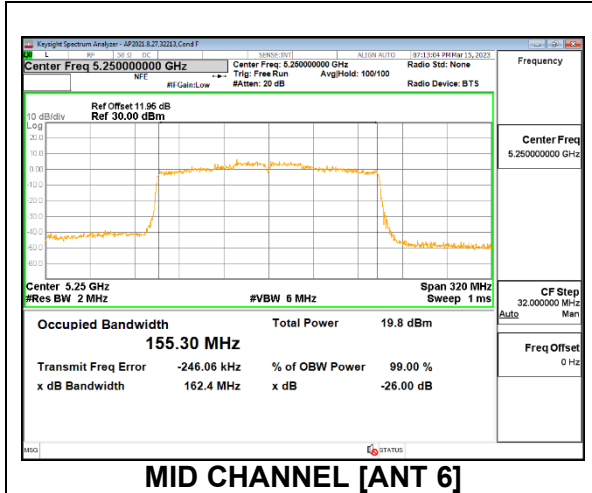 Keysight Spectrum Analyzer - AP2021.8.27,32213,Cond F
L RF 50 Ω DC SENSE:INT ALIGN AUTO 07:13:04 PM Mar 15, 2023
Center Freq 5.250000000 GHz Center Freq: 5.250000000 GHz Radio Std: None Frequency
NFE Trig: Free Run Avg|Hold: 100/100
#IFGain:Low #Atten: 20 dB Radio Device: BTS
Ref Offset 11.96 dB
10 dB/div Ref 30.00 dBm
Log
20.0
10.0
0.00
-10.0
-20.0
-30.0
-40.0
-50.0
-60.0
Center Freq
5.250000000 GHz
Center 5.25 GHz Span 320 MHz
#Res BW 2 MHz #VBW 6 MHz Sweep 1 ms
CF Step
32.000000 MHz
Auto Man
Occupied Bandwidth Total Power 19.8 dBm
155.30 MHz
Transmit Freq Error -246.06 kHz % of OBW Power 99.00 %
x dB Bandwidth 162.4 MHz x dB -26.00 dB
Freq Offset
0 Hz
MSG STATUS
MID CHANNEL [ANT 6]